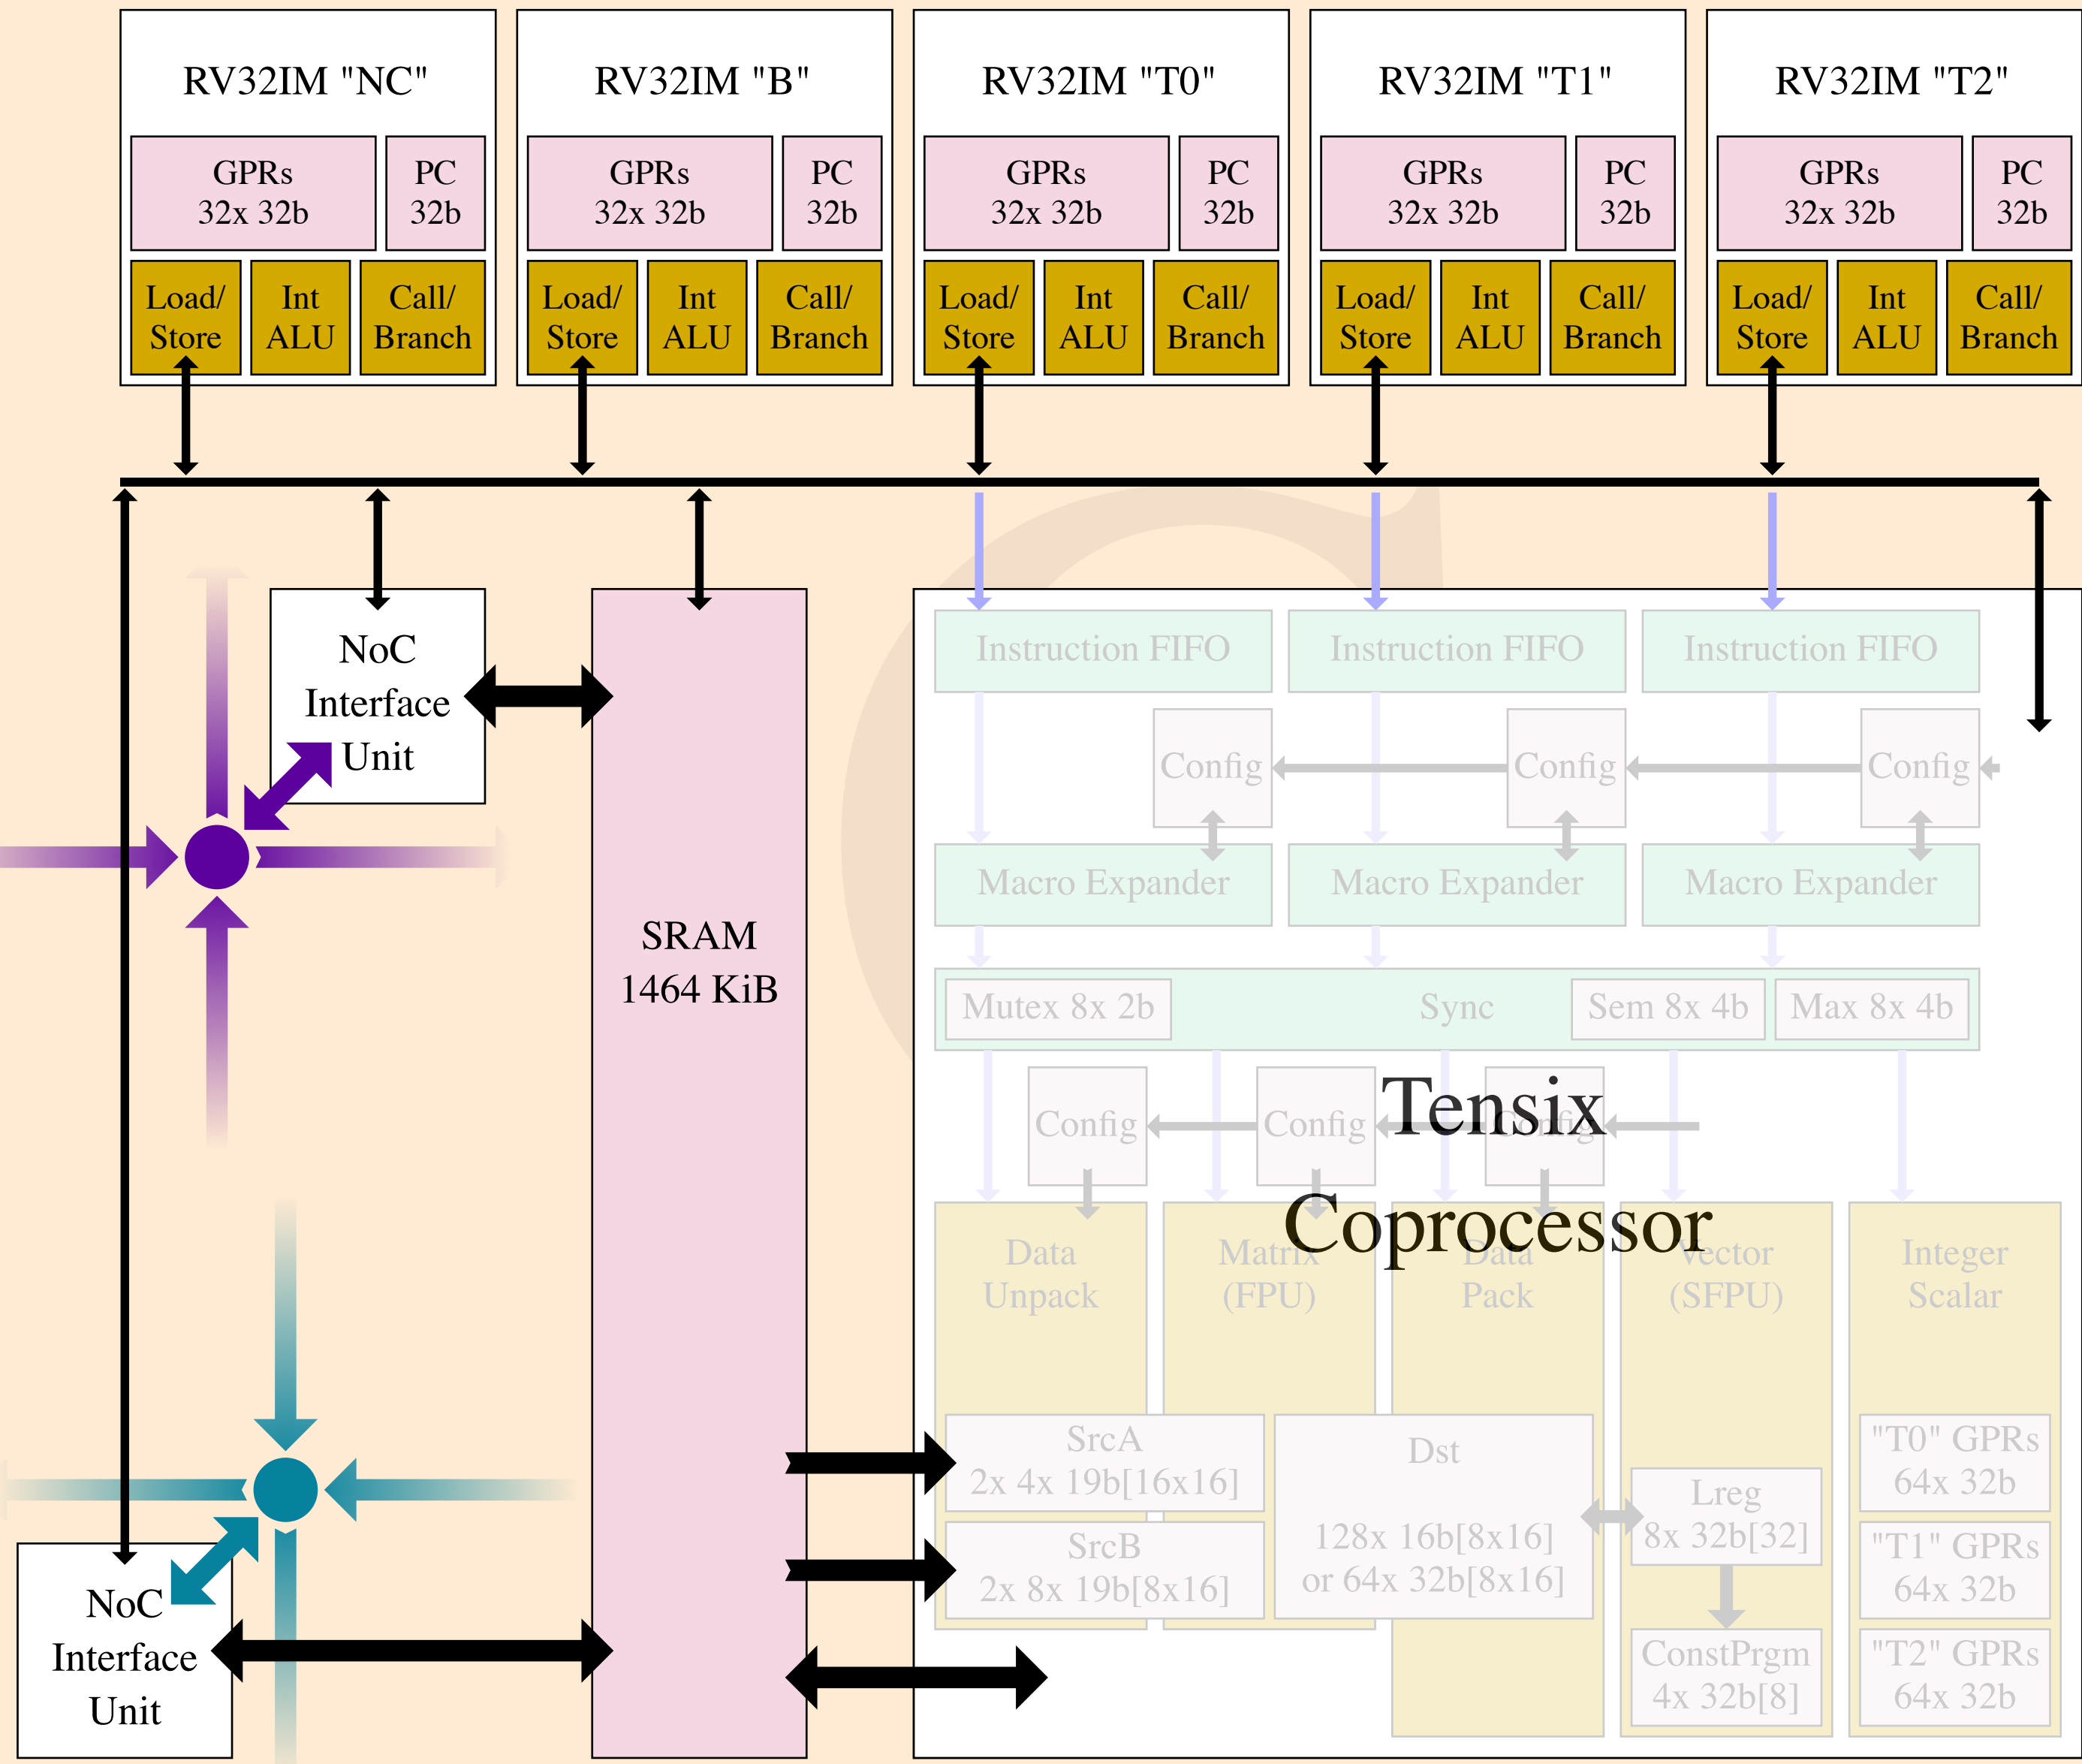 RV32IM "NC"
GPRs
32x 32b
PC
32b
Load/
Store
Int
ALU
Call/
Branch
RV32IM "B"
GPRs
32x 32b
PC
32b
Load/
Store
Int
ALU
Call/
Branch
RV32IM "T0"
GPRs
32x 32b
PC
32b
Load/
Store
Int
ALU
Call/
Branch
RV32IM "T1"
GPRs
32x 32b
PC
32b
Load/
Store
Int
ALU
Call/
Branch
RV32IM "T2"
GPRs
32x 32b
PC
32b
Load/
Store
Int
ALU
Call/
Branch
NoC
Interface
Unit
SRAM
1464 KiB
NoC
Interface
Unit
Tensix
Coprocessor
Instruction FIFO
Instruction FIFO
Instruction FIFO
Config
Config
Config
Macro Expander
Macro Expander
Macro Expander
Mutex 8x 2b
Sync
Sem 8x 4b
Max 8x 4b
Config
Config
Config
Data
Unpack
Matrix
(FPU)
Data
Pack
Vector
(SFPU)
Integer
Scalar
SrcA
2x 4x 19b[16x16]
SrcB
2x 8x 19b[8x16]
Dst
128x 16b[8x16]
or 64x 32b[8x16]
Lreg
8x 32b[32]
ConstPrgm
4x 32b[8]
"T0" GPRs
64x 32b
"T1" GPRs
64x 32b
"T2" GPRs
64x 32b